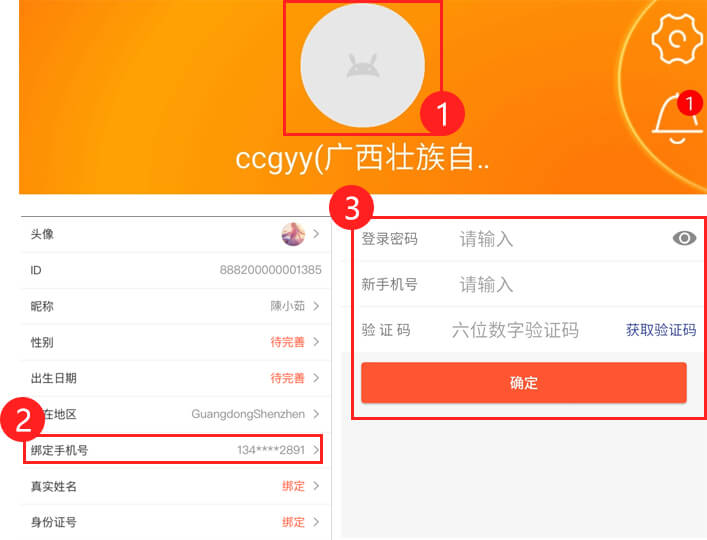 1
1
ccgyy(广西壮族自..
头像
ID 888200000001385
昵称 陳小茹
性别 待完善
出生日期 待完善
2
在地区 GuangdongShenzhen
绑定手机号 134****2891
真实姓名 绑定
身份证号 绑定
3
登录密码 请输入
新手机号 请输入
验 证 码 六位数字验证码 获取验证码
确定